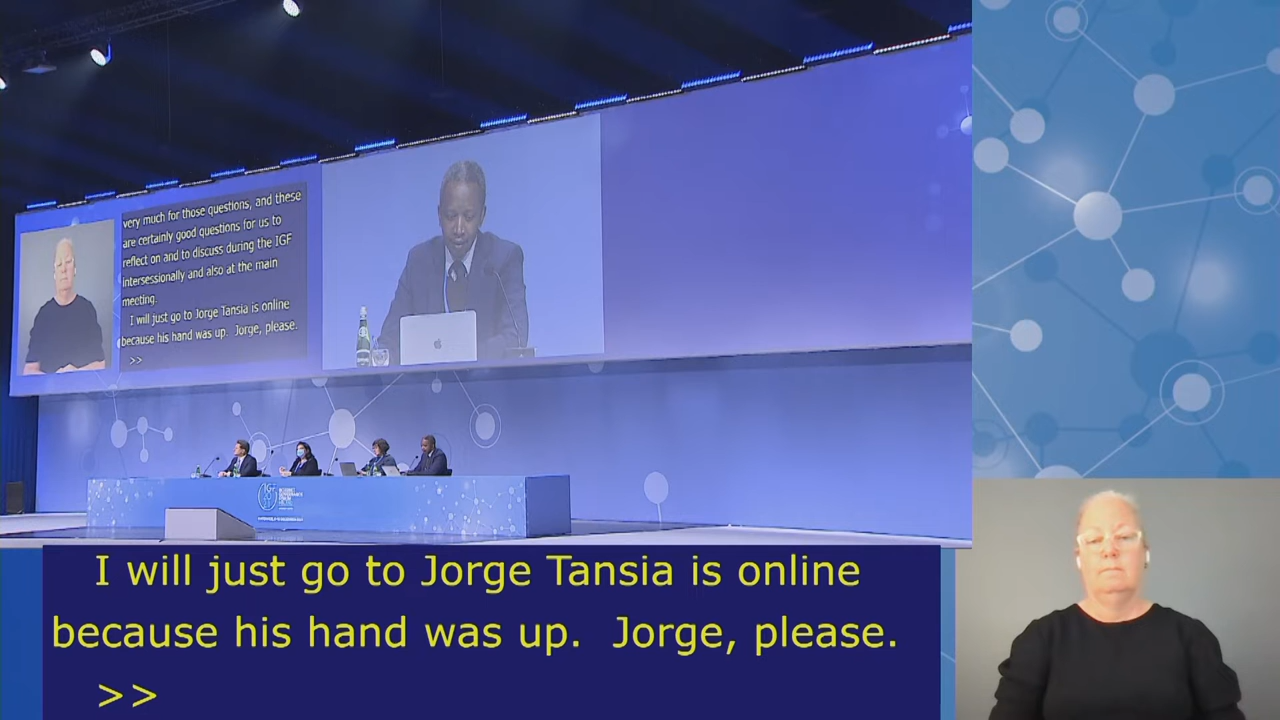 very much for those questions, and these
are certainly good questions for us to
reflect on and to discuss during the IGF
intersessionally and also at the main
meeting.
I will just go to Jorge Tansia is online
because his hand was up. Jorge, please.
>>
I will just go to Jorge Tansia is online
because his hand was up.  Jorge, please.
>>